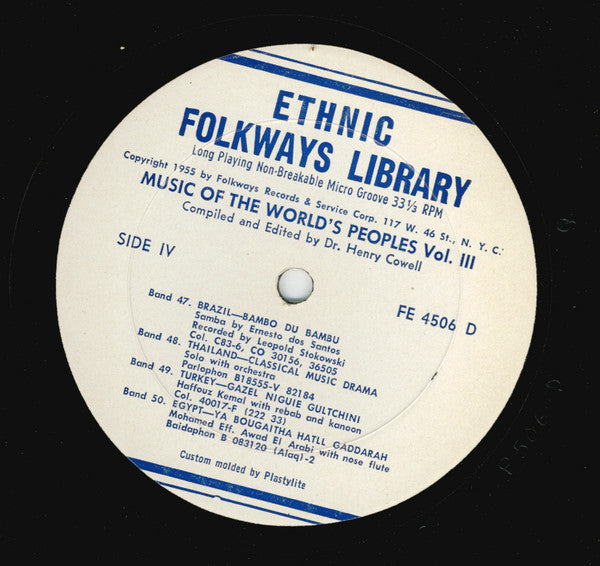 ETHNIC
FOLKWAYS LIBRARY
Long Playing Non-Breakable Micro Groove 33⅓ RPM
Copyright 1955 by Folkways Records & Service Corp. 117 W. 46 St., N. Y. C.
MUSIC OF THE WORLD'S PEOPLES Vol. III
Compiled and Edited by Dr. Henry Cowell
SIDE IV
FE 4506 D
Band 47. BRAZIL—BAMBO DU BAMBU
Samba by Ernesto dos Santos
Recorded by Leopold Stokowski
Col. C83-6, CO 30156, 36505
Band 48. THAILAND—CLASSICAL MUSIC DRAMA
Solo with orchestra
Parlophon B18555-V 82184
Band 49. TURKEY—GAZEL NIGUIE GULTCHINI
Haffouz Kemal with rebab and kanoon
Col. 40017-F (222 33)
Band 50. EGYPT—YA BOUGAITHA HATLL GADDARAH
Mohamed Eff. Awad El Arabi with nose flute
Baidaphon B 083120 (Alaq)-2
Custom molded by Plastylite